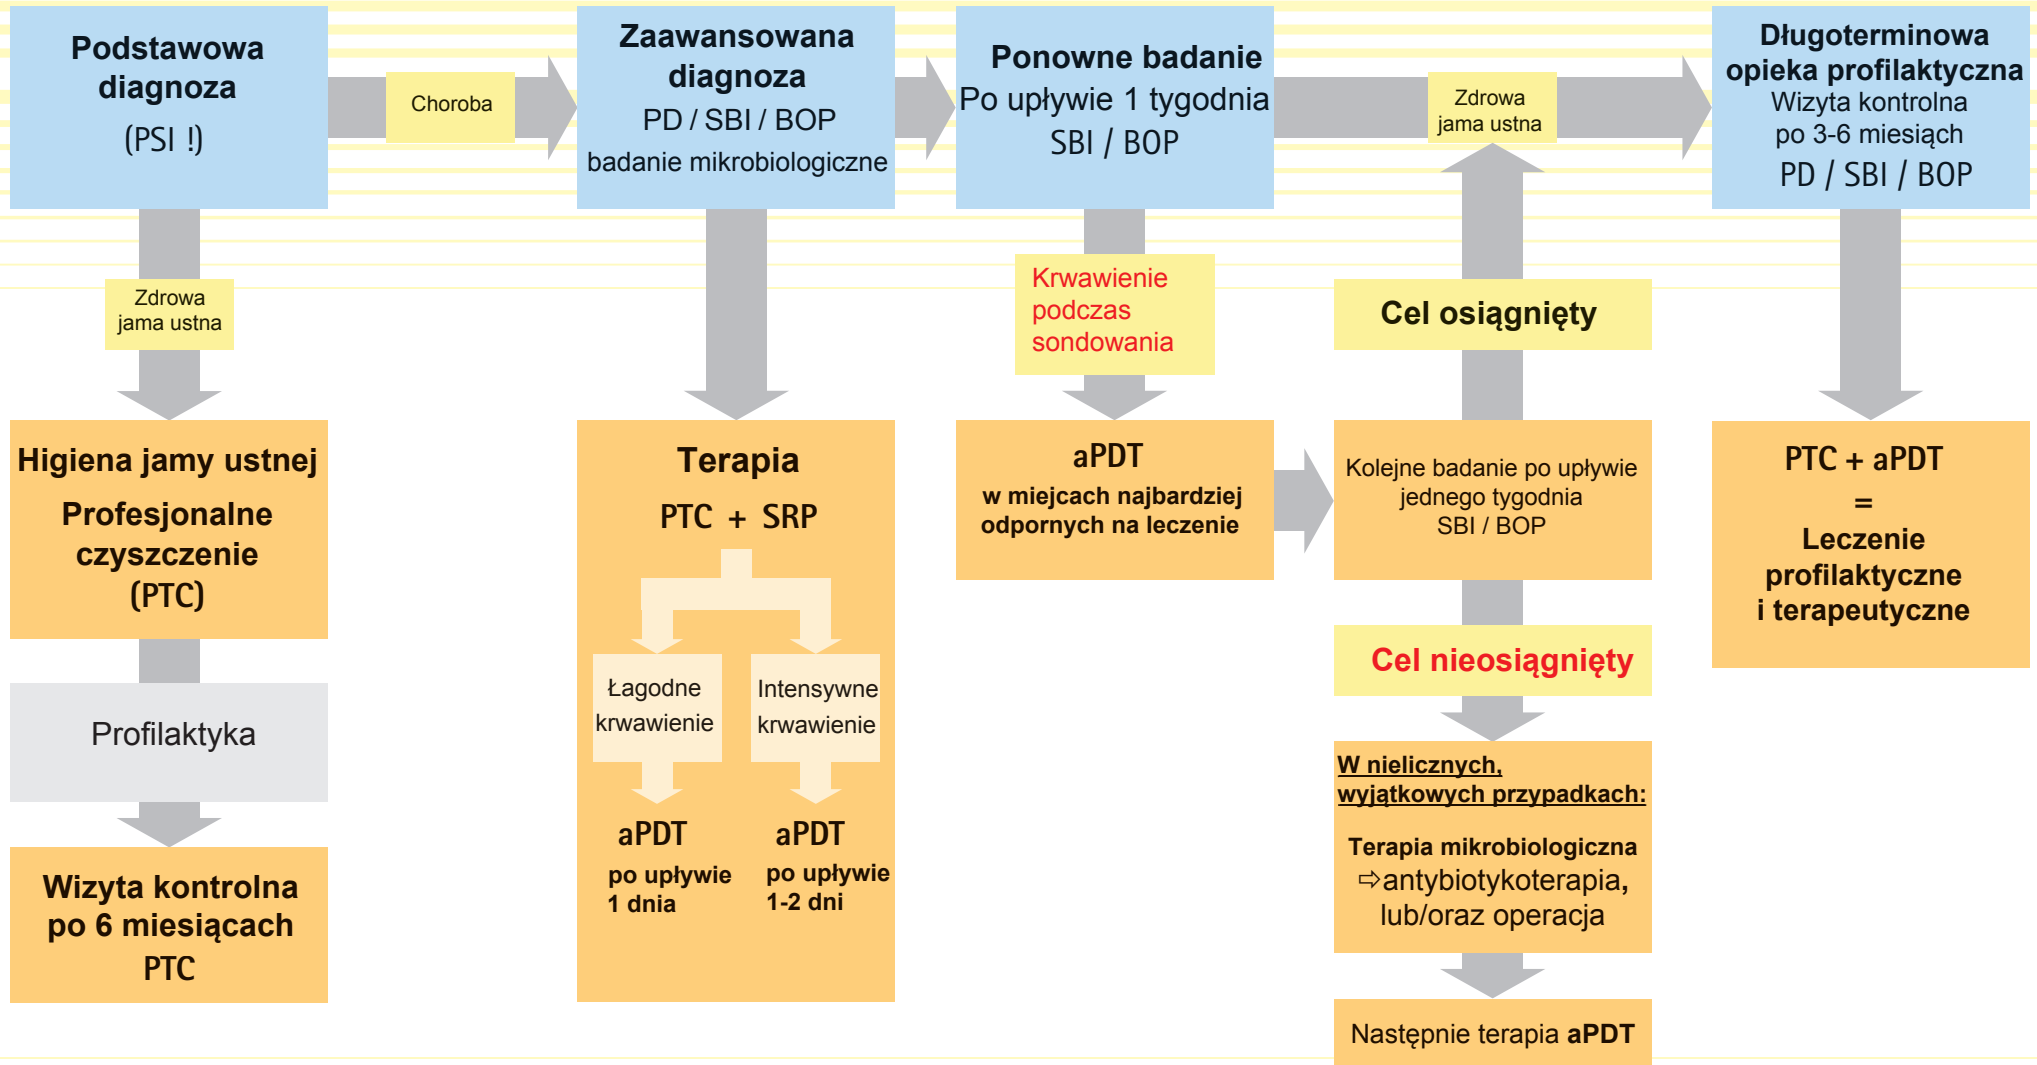 Podstawowa
diagnoza
(PSI !)
Choroba
Zaawansowana
diagnoza
PD / SBI / BOP
badanie mikrobiologiczne
Ponowne badanie
Po upływie 1 tygodnia
SBI / BOP
Zdrowa
jama ustna
Długoterminowa
opieka profilaktyczna
Wizyta kontrolna
po 3-6 miesiąch
PD / SBI / BOP
Zdrowa
jama ustna
Krwawienie
podczas
sondowania
Cel osiągnięty
Higiena jamy ustnej
Profesjonalne
czyszczenie
(PTC)
Profilaktyka
Wizyta kontrolna
po 6 miesiącach
PTC
Terapia
PTC + SRP
Łagodne
krwawienie
Intensywne
krwawienie
aPDT
po upływie
1 dnia
aPDT
po upływie
1-2 dni
aPDT
w miejcach najbardziej
odpornych na leczenie
Kolejne badanie po upływie
jednego tygodnia
SBI / BOP
Cel nieosiągnięty
W nielicznych,
wyjątkowych przypadkach:
Terapia mikrobiologiczna
⇨antybiotykoterapia,
lub/oraz operacja
Następnie terapia aPDT
PTC + aPDT
=
Leczenie
profilaktyczne
i terapeutyczne